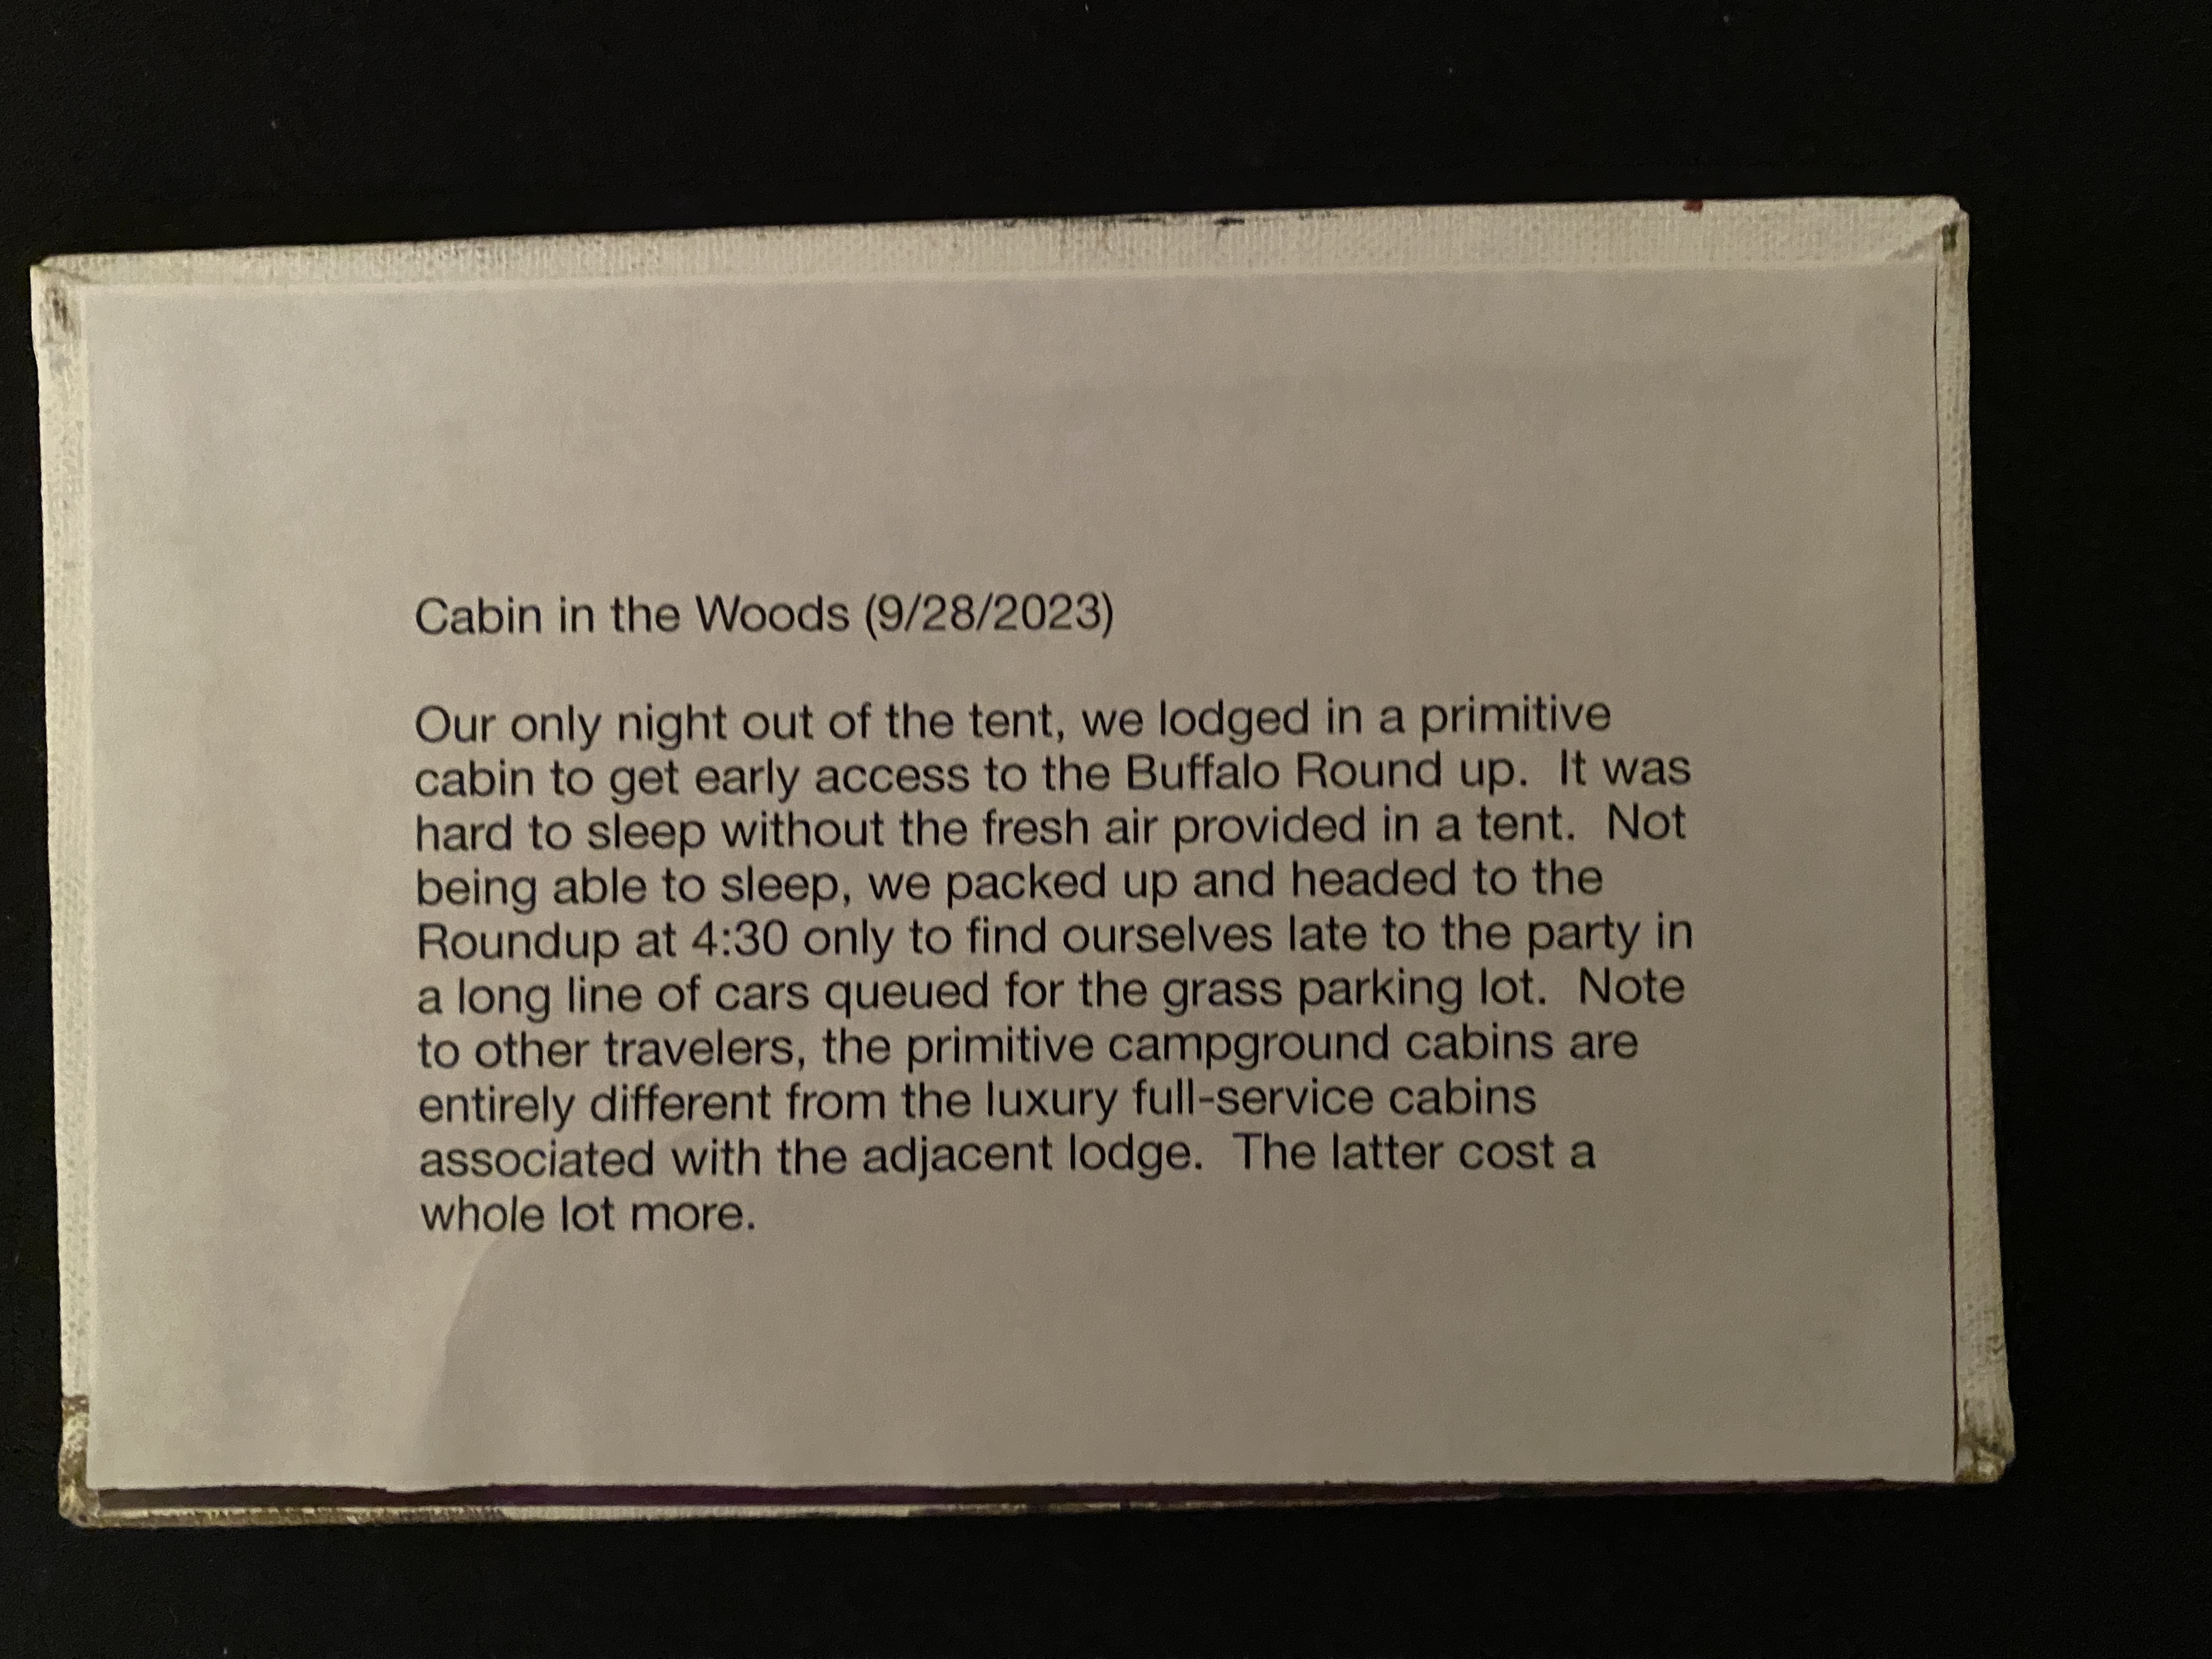 Cabin in the Woods (9/28/2023)
Our only night out of the tent, we lodged in a primitive
cabin to get early access to the Buffalo Round up.  It was
hard to sleep without the fresh air provided in a tent.  Not
being able to sleep, we packed up and headed to the
Roundup at 4:30 only to find ourselves late to the party in
a long line of cars queued for the grass parking lot.  Note
to other travelers, the primitive campground cabins are
entirely different from the luxury full-service cabins
associated with the adjacent lodge.  The latter cost a
whole lot more.